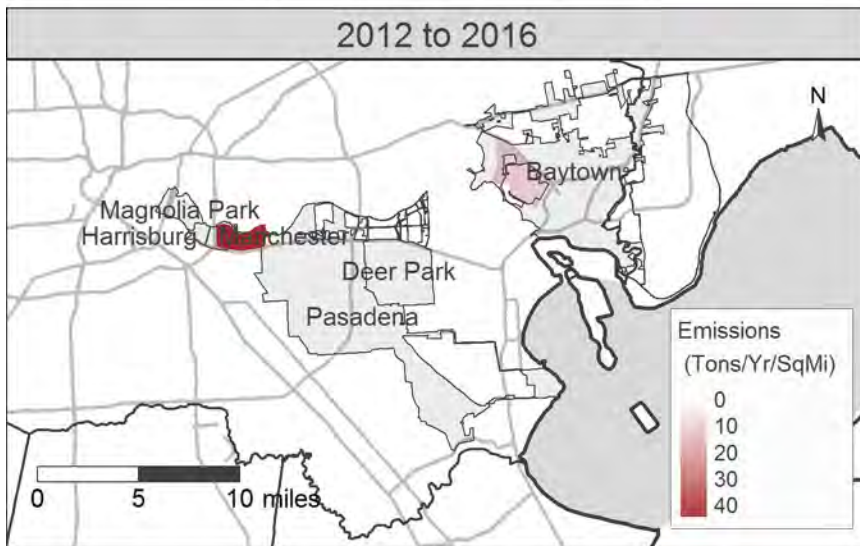 2012 to 2016
N
Baytown
Magnolia Park
Harrisburg Manchester
Deer Park
Pasadena
Emissions
(Tons/Yr/SqMi)
0
10
20
30
40
0 5 10 miles